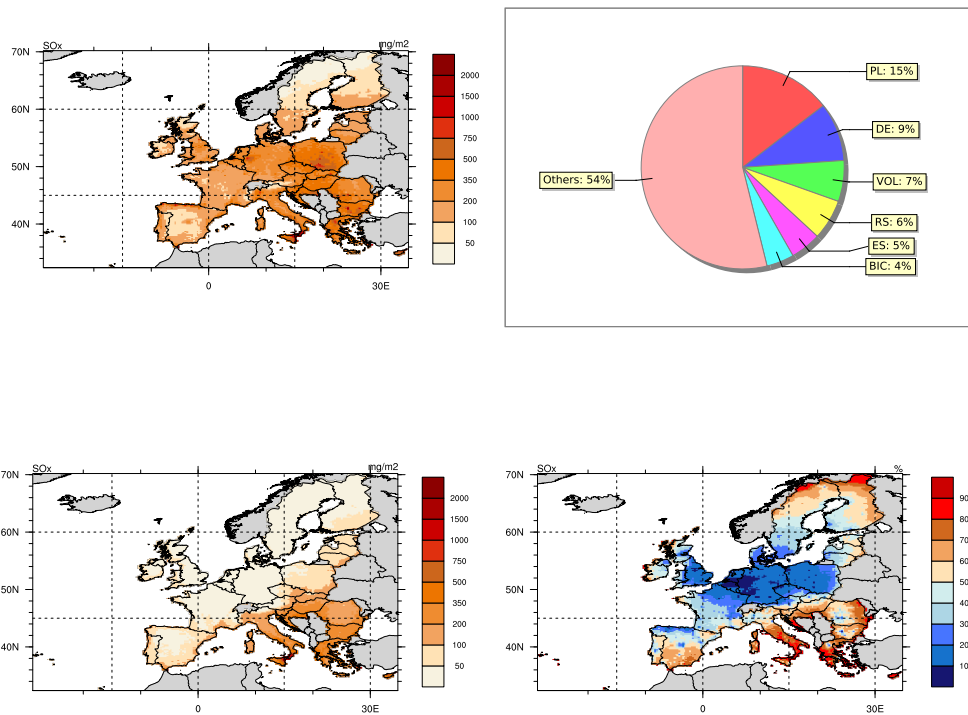 SOx mg/m2
70N
60N
50N
40N
0 30E
2000
1500
1000
750
500
350
200
100
50
PL: 15%
DE: 9%
VOL: 7%
RS: 6%
ES: 5%
BIC: 4%
Others: 54%
SOx mg/m2
70N
60N
50N
40N
0 30E
2000
1500
1000
750
500
350
200
100
50
SOx %
70N
60N
50N
40N
0 30E
90
80
70
60
50
40
30
20
10